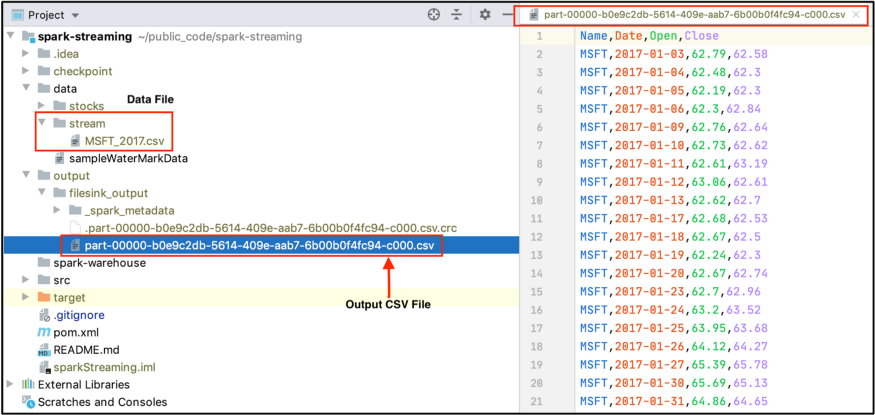 Project
spark-streaming ~/public_code/spark-streaming
.idea
checkpoint
data
Data File
stocks
stream
MSFT_2017.csv
sampleWaterMarkData
output
filesink_output
_spark_metadata
.part-00000-b0e9c2db-5614-409e-aab7-6b00b0f4fc94-c000.csv.crc
part-00000-b0e9c2db-5614-409e-aab7-6b00b0f4fc94-c000.csv
spark-warehouse
src
target
Output CSV File
.gitignore
pom.xml
MD README.md
sparkStreaming.iml
External Libraries
Scratches and Consoles
part-00000-b0e9c2db-5614-409e-aab7-6b00b0f4fc94-c000.csv
1 Name,Date,Open,Close
2 MSFT,2017-01-03,62.79,62.58
3 MSFT,2017-01-04,62.48,62.3
4 MSFT,2017-01-05,62.19,62.3
5 MSFT,2017-01-06,62.3,62.84
6 MSFT,2017-01-09,62.76,62.64
7 MSFT,2017-01-10,62.73,62.62
8 MSFT,2017-01-11,62.61,63.19
9 MSFT,2017-01-12,63.06,62.61
10 MSFT,2017-01-13,62.62,62.7
11 MSFT,2017-01-17,62.68,62.53
12 MSFT,2017-01-18,62.67,62.5
13 MSFT,2017-01-19,62.24,62.3
14 MSFT,2017-01-20,62.67,62.74
15 MSFT,2017-01-23,62.7,62.96
16 MSFT,2017-01-24,63.2,63.52
17 MSFT,2017-01-25,63.95,63.68
18 MSFT,2017-01-26,64.12,64.27
19 MSFT,2017-01-27,65.39,65.78
20 MSFT,2017-01-30,65.69,65.13
21 MSFT,2017-01-31,64.86,64.65